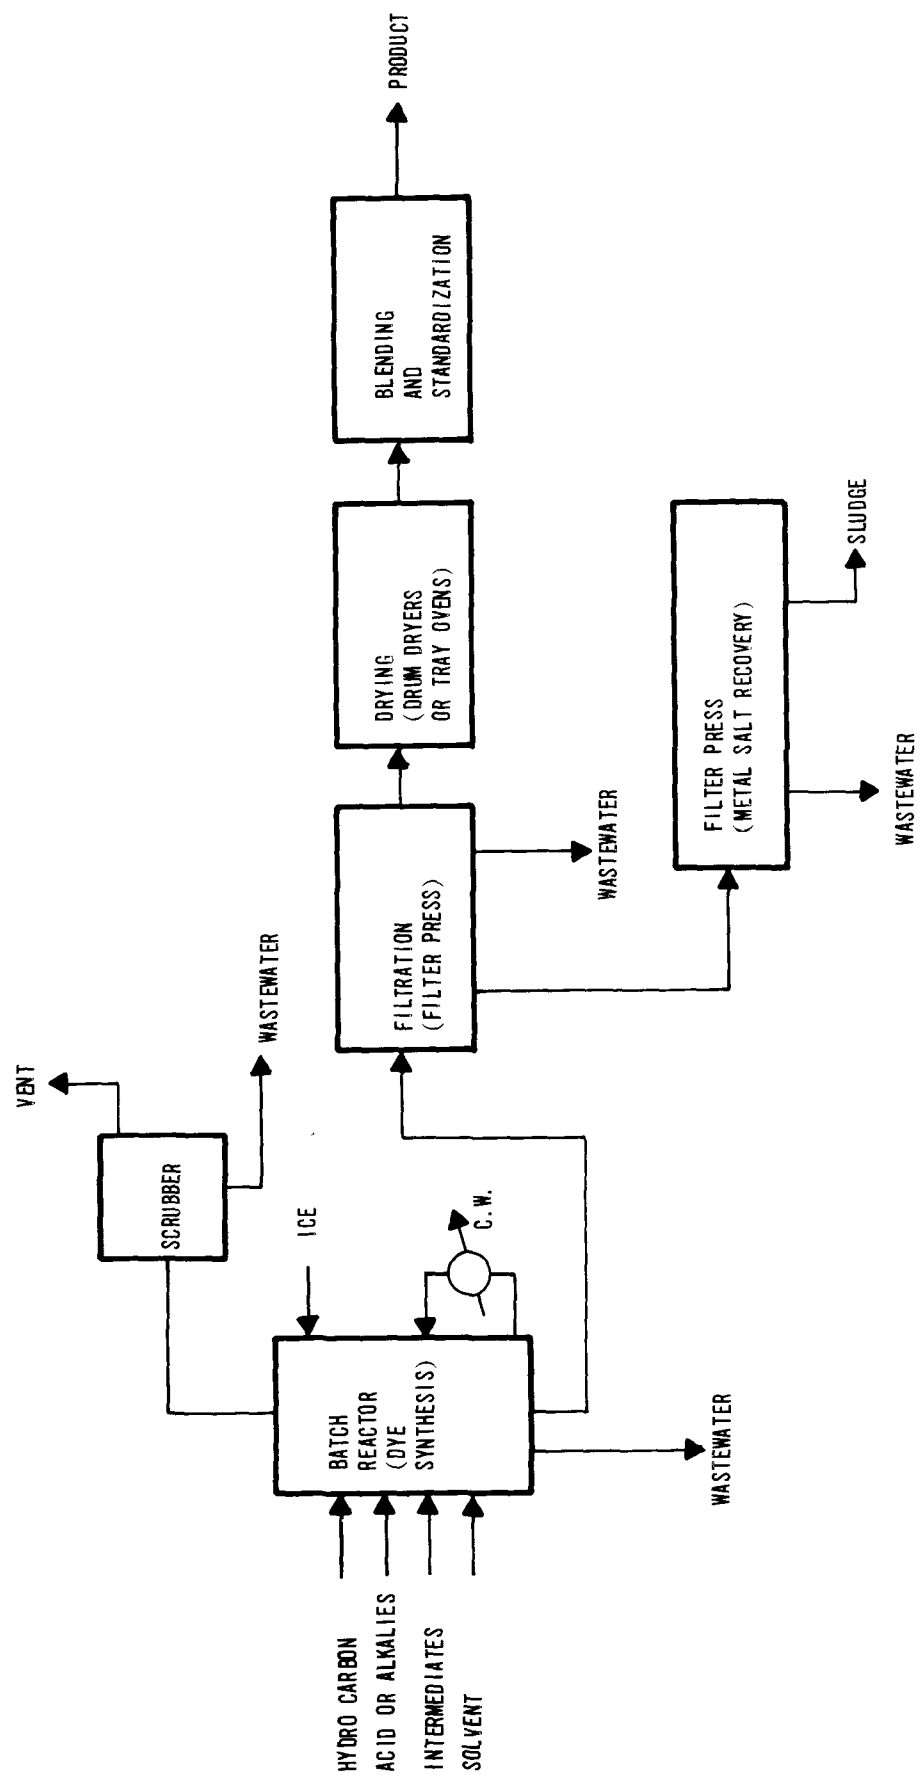 HYDRO CARBON
ACID OR ALKALIES
INTERMEDIATES
SOLVENT
BATCH
REACTOR
(DYE
SYNTHESIS)
WASTEWATER
ICE
C.W.
SCRUBBER
VENT
WASTEWATER
FILTRATION
(FILTER PRESS)
WASTEWATER
FILTER PRESS
(METAL SALT RECOVERY)
WASTEWATER
SLUDGE
DRYING
(DRUM DRYERS
OR TRAY OVENS)
BLENDING
AND
STANDARDIZATION
PRODUCT